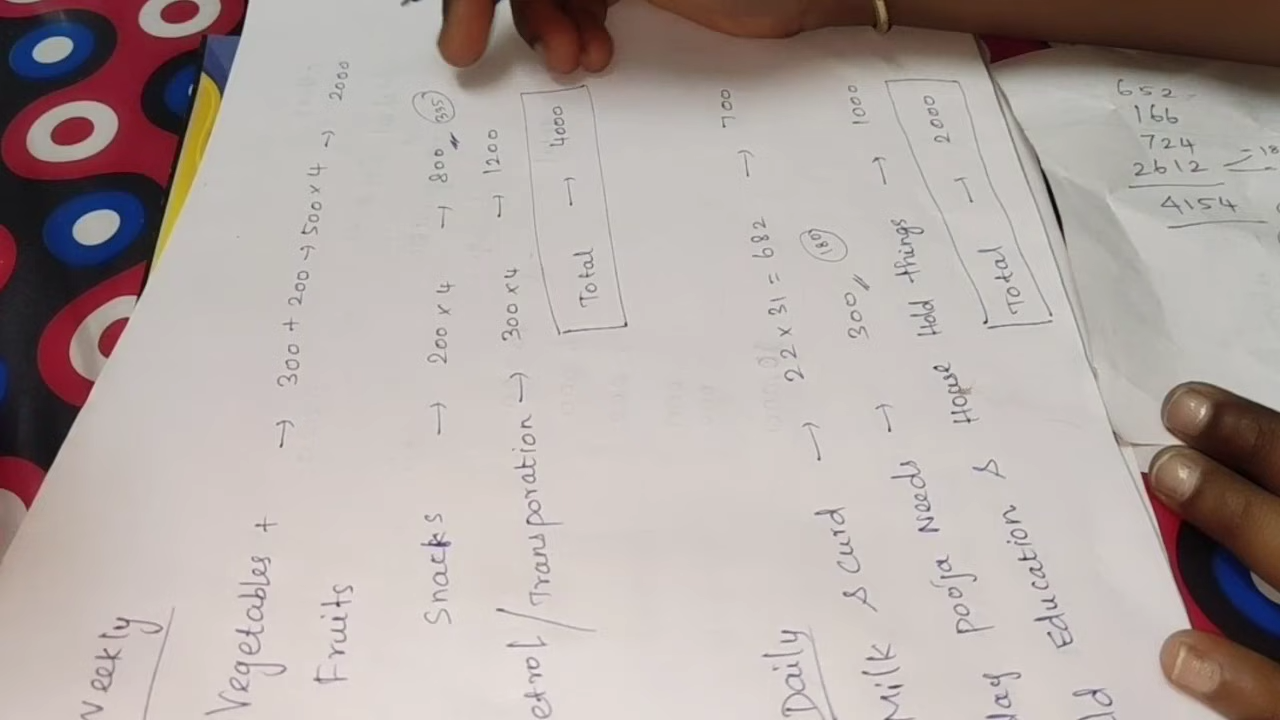 Weekly
Vegetables + → 300 + 200 → 500 x 4 → 2000
Fruits
Snacks → 200 x 4 → 800 (335)
etrol / Transporation → 300 x 4 → 1200
Total → 4000
Daily
Milk & curd → 22 x 31 = 682 → 700
day pooja Needs → 300 (180)
ld Education & House Hold things → 1000
Total → 2000
652
166
724
2612
4154